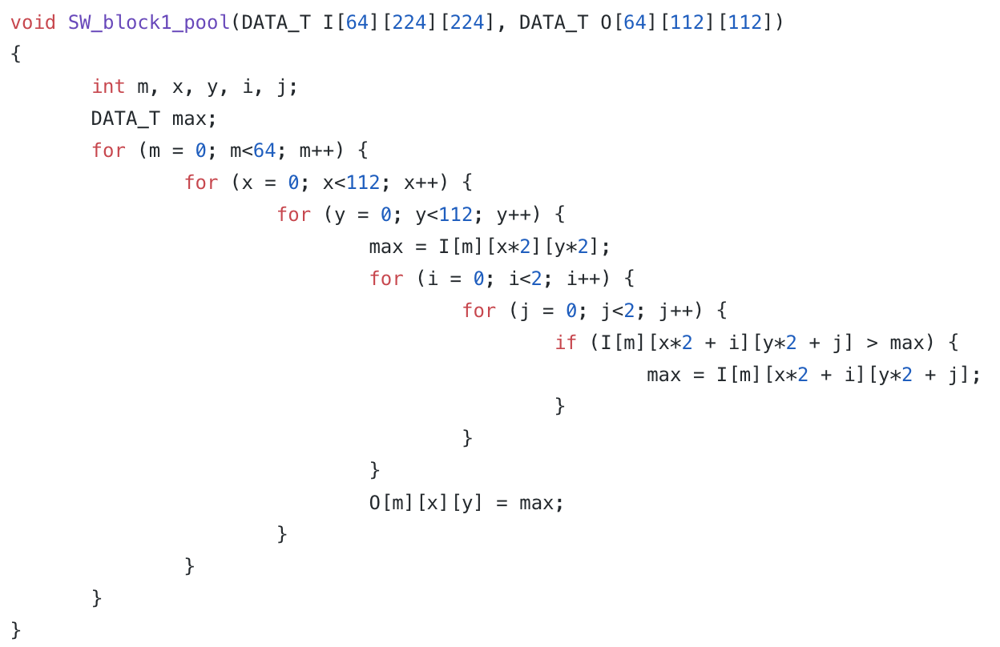 void SW_block1_pool(DATA_T I[64][224][224], DATA_T O[64][112][112])
{
        int m, x, y, i, j;
        DATA_T max;
        for (m = 0; m<64; m++) {
                for (x = 0; x<112; x++) {
                        for (y = 0; y<112; y++) {
                                max = I[m][x*2][y*2];
                                for (i = 0; i<2; i++) {
                                        for (j = 0; j<2; j++) {
                                                if (I[m][x*2 + i][y*2 + j] > max) {
                                                        max = I[m][x*2 + i][y*2 + j];
                                                }
                                        }
                                }
                                O[m][x][y] = max;
                        }
                }
        }
}